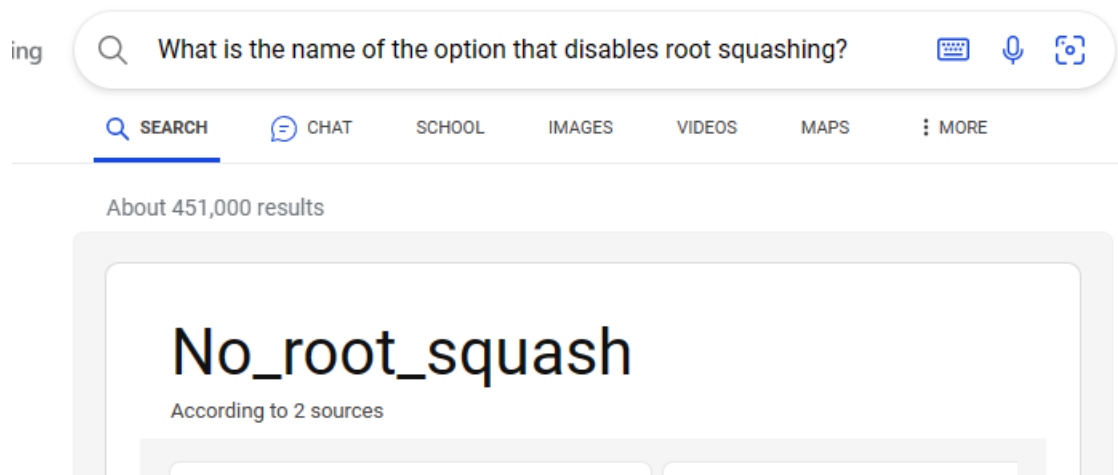 ing What is the name of the option that disables root squashing?
SEARCH CHAT SCHOOL IMAGES VIDEOS MAPS MORE
About 451,000 results
No_root_squash
According to 2 sources